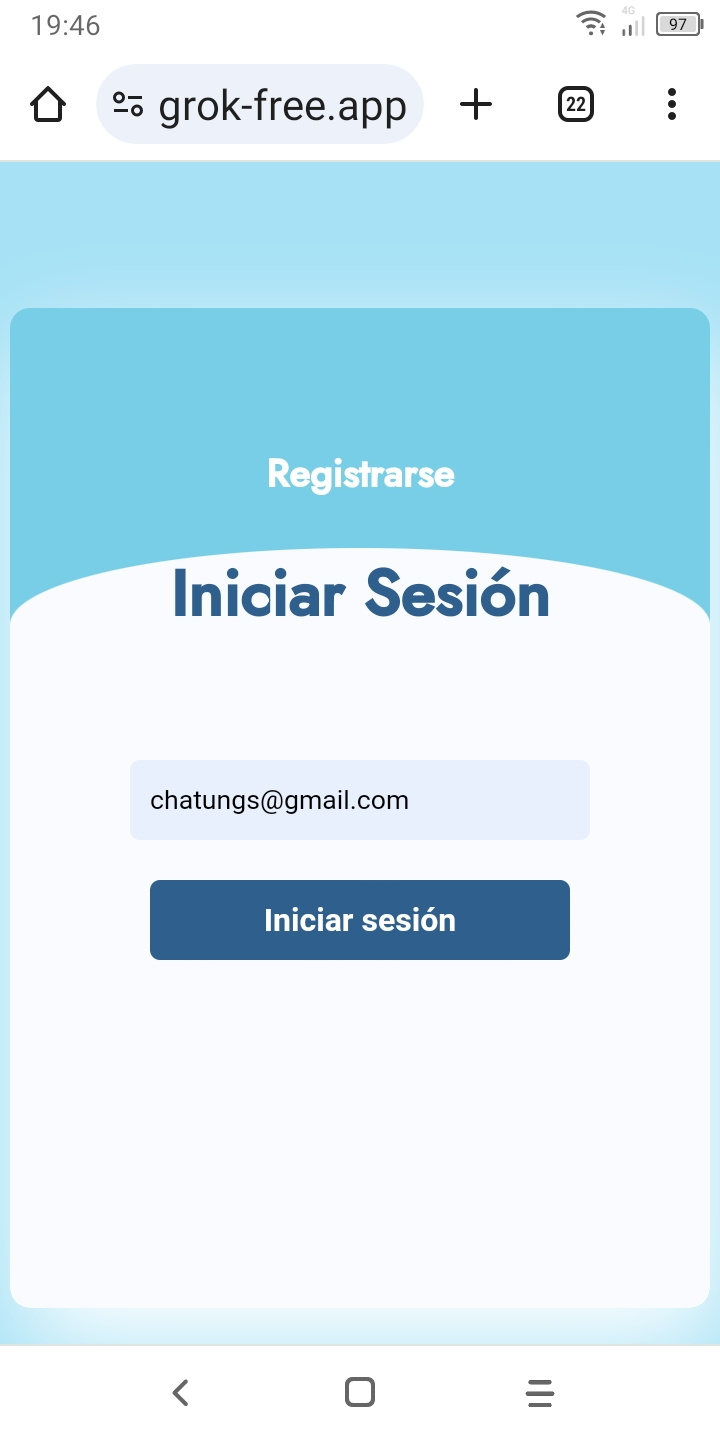 19:46
4G
97
grok-free.app
22
Registrarse
Iniciar Sesión
chatungs@gmail.com
Iniciar sesión